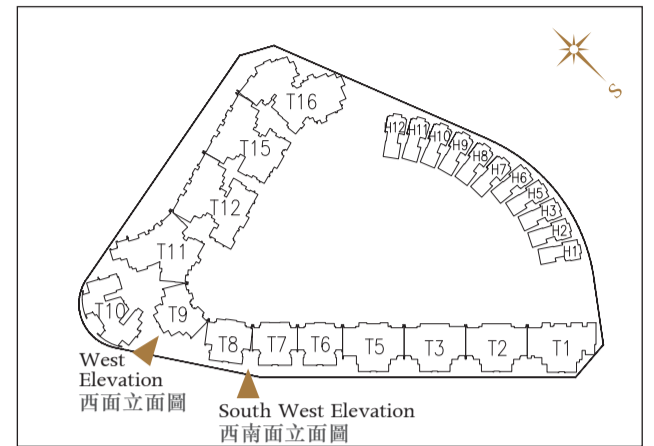 S
T16
T15
T12
T11
T10
T9
T8
T7
T6
T5
T3
T2
T1
H12
H11
H10
H9
H8
H7
H6
H5
H3
H2
H1
West
Elevation
西面立面圖
South West Elevation
西南面立面圖